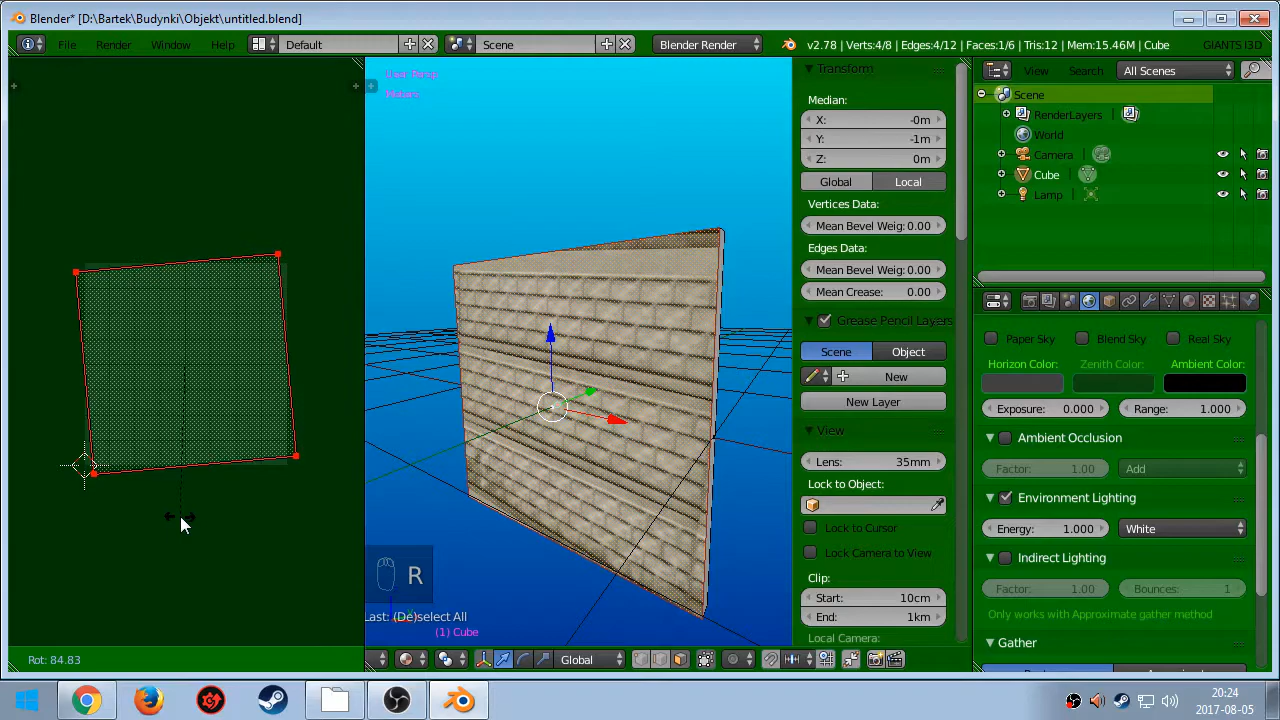 Blender* [D:\Bartek\Budynki\Objekt\untitled.blend]
File Render Window Help Default Scene Blender Render v2.78 | Verts:4/8 | Edges:4/12 | Faces:1/6 | Tris:12 | Mem:15.46M | Cube GIANTS I3D
User Persp
Meters
Transform
Median:
X: -0m
Y: -1m
Z: 0m
Global Local
Vertices Data:
Mean Bevel Weig: 0.00
Edges Data:
Mean Bevel Weig: 0.00
Mean Crease: 0.00
Grease Pencil Layers
Scene Object
New
New Layer
View
Lens: 35mm
Lock to Object:
Lock to Cursor
Lock Camera to View
Clip:
Start: 10cm
End: 1km
Local Camera:
View Search All Scenes
Scene
RenderLayers
World
Camera
Cube
Lamp
Paper Sky Blend Sky Real Sky
Horizon Color: Zenith Color: Ambient Color:
Exposure: 0.000 Range: 1.000
Ambient Occlusion
Factor: 1.00 Add
Environment Lighting
Energy: 1.000 White
Indirect Lighting
Factor: 1.00 Bounces: 1
Only works with Approximate gather method
Gather
R
Last: (De)select All
(1) Cube
Rot: 84.83
Global
20:24
2017-08-05